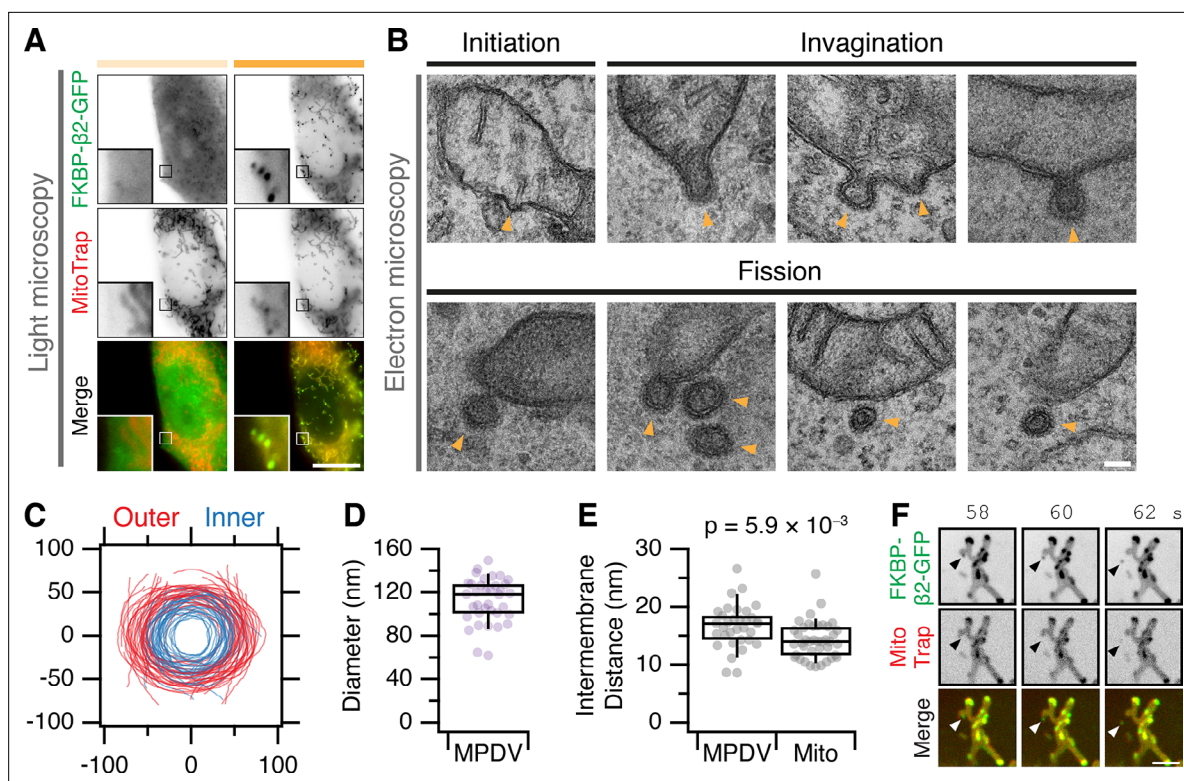 A
Light microscopy
FKBP-β2-GFP
MitoTrap
Merge
B
Electron microscopy
Initiation
Invagination
Fission
C
Outer
Inner
100
50
0
-50
-100
-100
0
100
D
Diameter (nm)
160
120
80
40
0
MPDV
E
p = 5.9 × 10⁻³
Intermembrane
Distance (nm)
30
20
10
0
MPDV
Mito
F
58
60
62 s
FKBP-
β2-GFP
Mito
Trap
Merge